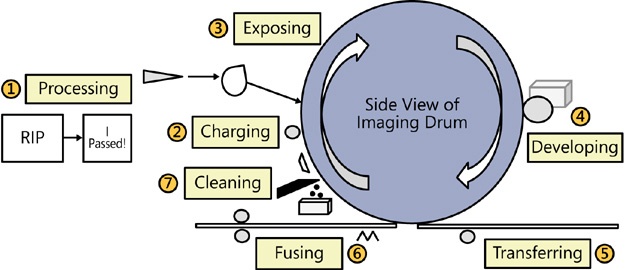 3 Exposing
1 Processing
RIP
I
Passed!
2 Charging
Side View of
Imaging Drum
4
Developing
7 Cleaning
Fusing 6
Transferring 5